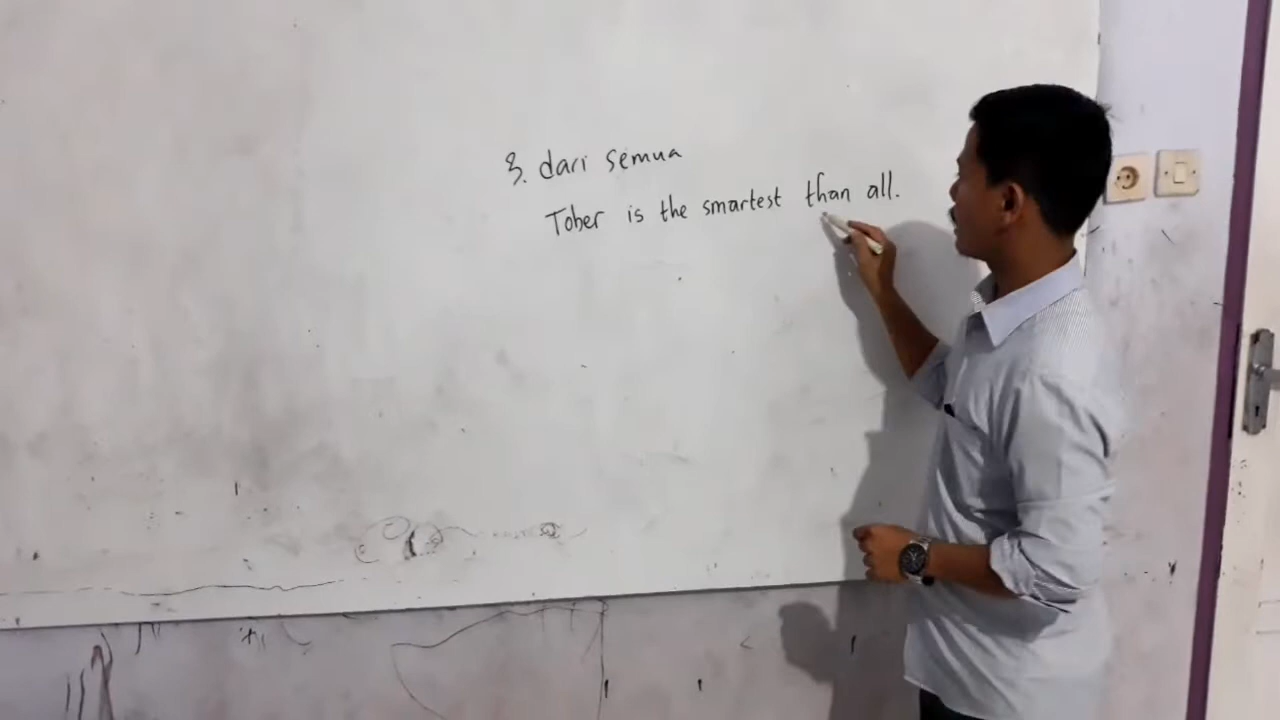 3. dari semua
Tober is the smartest than all.